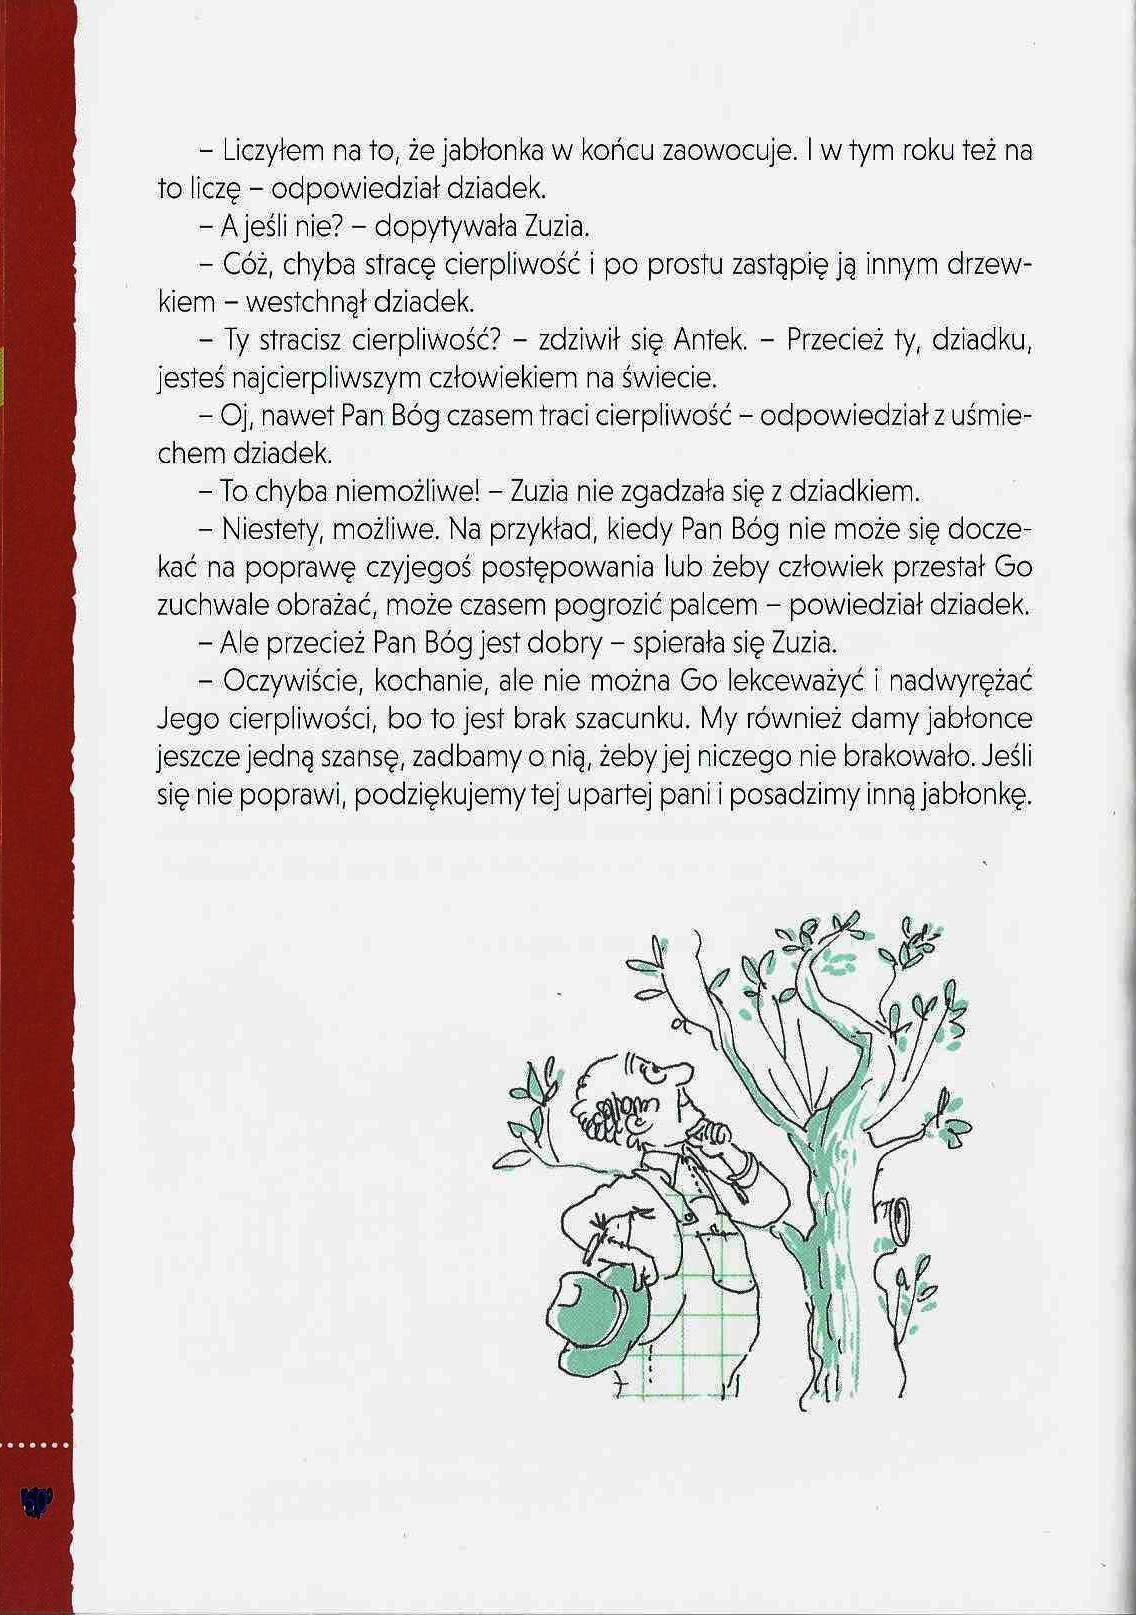 – Liczyłem na to, że jabłonka w końcu zaowocuje. I w tym roku też na
to liczę – odpowiedział dziadek.
– A jeśli nie? – dopytywała Zuzia.
– Cóż, chyba stracę cierpliwość i po prostu zastąpię ją innym drzew-
kiem – westchnął dziadek.
– Ty stracisz cierpliwość? – zdziwił się Antek. – Przecież ty, dziadku,
jesteś najcierpliwszym człowiekiem na świecie.
– Oj, nawet Pan Bóg czasem traci cierpliwość – odpowiedział z uśmie-
chem dziadek.
– To chyba niemożliwe! – Zuzia nie zgadzała się z dziadkiem.
– Niestety, możliwe. Na przykład, kiedy Pan Bóg nie może się docze-
kać na poprawę czyjegoś postępowania lub żeby człowiek przestał Go
zuchwale obrażać, może czasem pogrozić palcem – powiedział dziadek.
– Ale przecież Pan Bóg jest dobry – spierała się Zuzia.
– Oczywiście, kochanie, ale nie można Go lekceważyć i nadwyrężać
Jego cierpliwości, bo to jest brak szacunku. My również damy jabłonce
jeszcze jedną szansę, zadbamy o nią, żeby jej niczego nie brakowało. Jeśli
się nie poprawi, podziękujemy tej upartej pani i posadzimy inną jabłonkę.